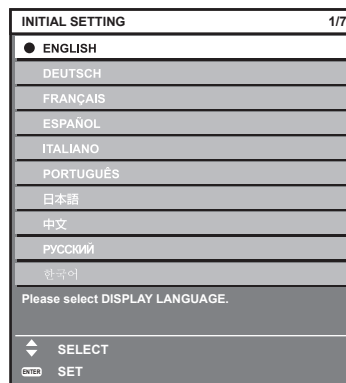 INITIAL SETTING 1/7
ENGLISH
DEUTSCH
FRANÇAIS
ESPAÑOL
ITALIANO
PORTUGUÊS
日本語
中文
РУССКИЙ
한국어
Please select DISPLAY LANGUAGE.
SELECT
ENTER SET